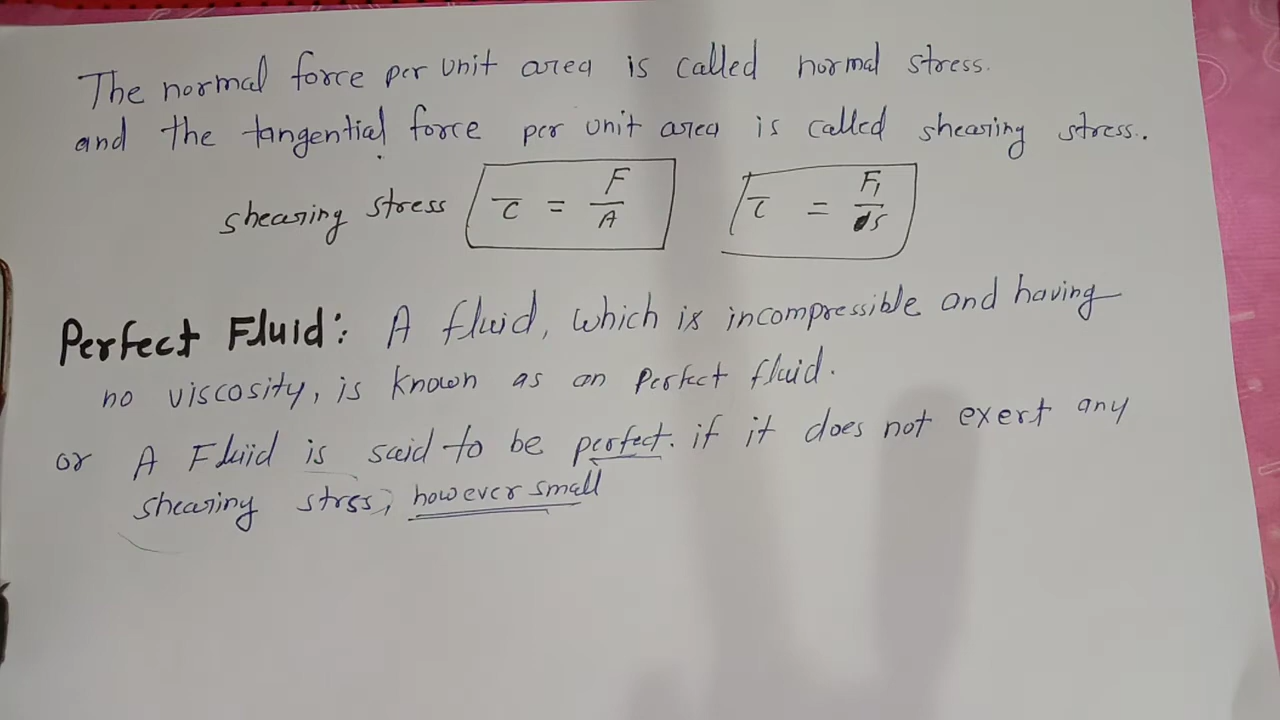 The normal force per unit area is called normal stress.
and the tangential force per unit area is called shearing stress.
shearing stress τ = F/A τ = F₁/ds
Perfect Fluid: A fluid, which is incompressible and having
no viscosity, is known as an perfect fluid.
or A Fluid is said to be perfect. if it does not exert any
shearing strss, however small